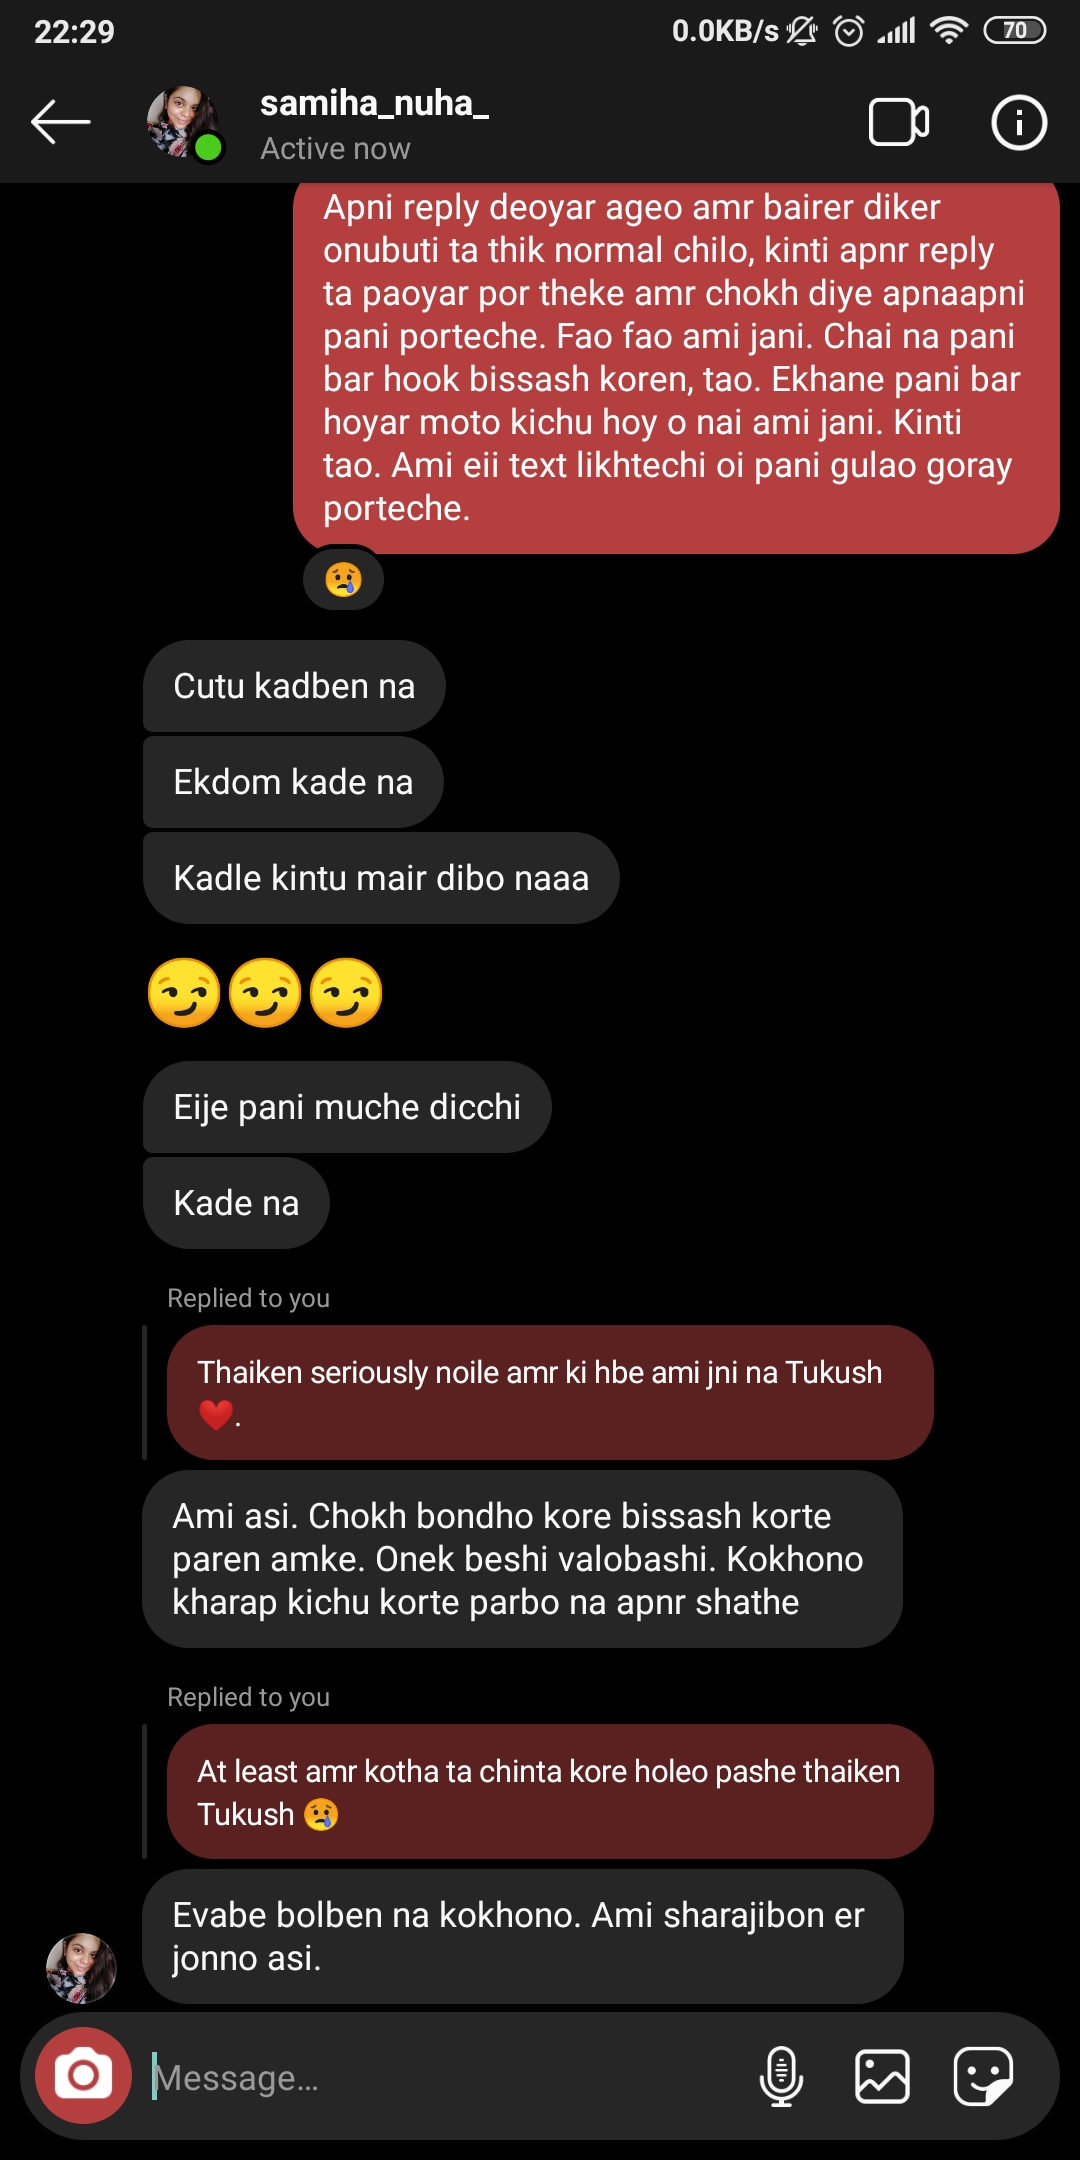 22:29
0.0KB/s
70
samiha_nuha_
Active now
Apni reply deoyar ageo amr bairer diker
onubuti ta thik normal chilo, kinti apnr reply
ta paoyar por theke amr chokh diye apnaapni
pani porteche. Fao fao ami jani. Chai na pani
bar hook bissash koren, tao. Ekhane pani bar
hoyar moto kichu hoy o nai ami jani. Kinti
tao. Ami eii text likhtechi oi pani gulao goray
porteche.
😢
Cutu kadben na
Ekdom kade na
Kadle kintu mair dibo naaa
😏😏😏
Eije pani muche dicchi
Kade na
Replied to you
Thaiken seriously noile amr ki hbe ami jni na Tukush
❤️.
Ami asi. Chokh bondho kore bissash korte
paren amke. Onek beshi valobashi. Kokhono
kharap kichu korte parbo na apnr shathe
Replied to you
At least amr kotha ta chinta kore holeo pashe thaiken
Tukush 😢
Evabe bolben na kokhono. Ami sharajibon er
jonno asi.
Message...